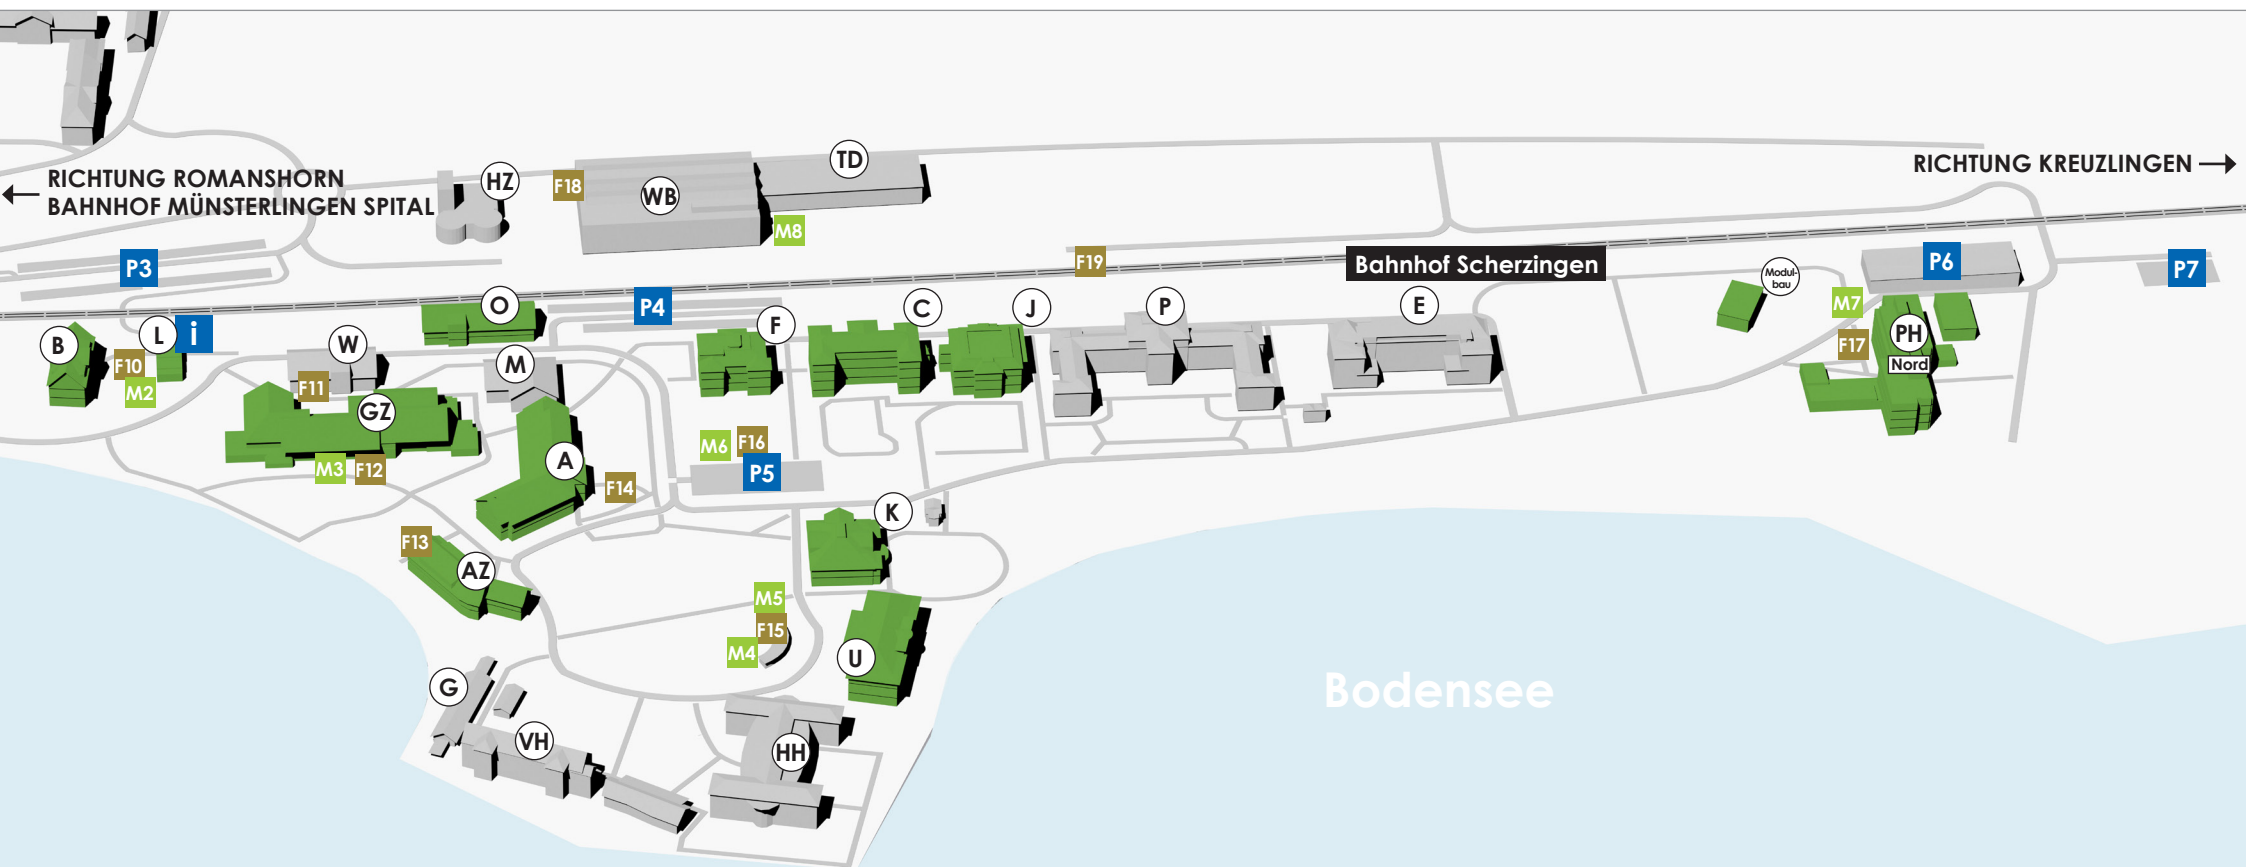 TD
RICHTUNG KREUZLINGEN
RICHTUNG ROMANSHORN
BAHNHOF MÜNSTERLINGEN SPITAL
HZ
F18
WB
M8
P3
F19
Bahnhof Scherzingen
Modul-
bau
P6
P7
O
P4
F
C
J
P
E
M7
B
L
i
W
M
F17
PH
Nord
F10
M2
F11
GZ
M3
F12
A
F14
M6
F16
P5
K
F13
AZ
M5
F15
M4
U
G
Bodensee
VH
HH